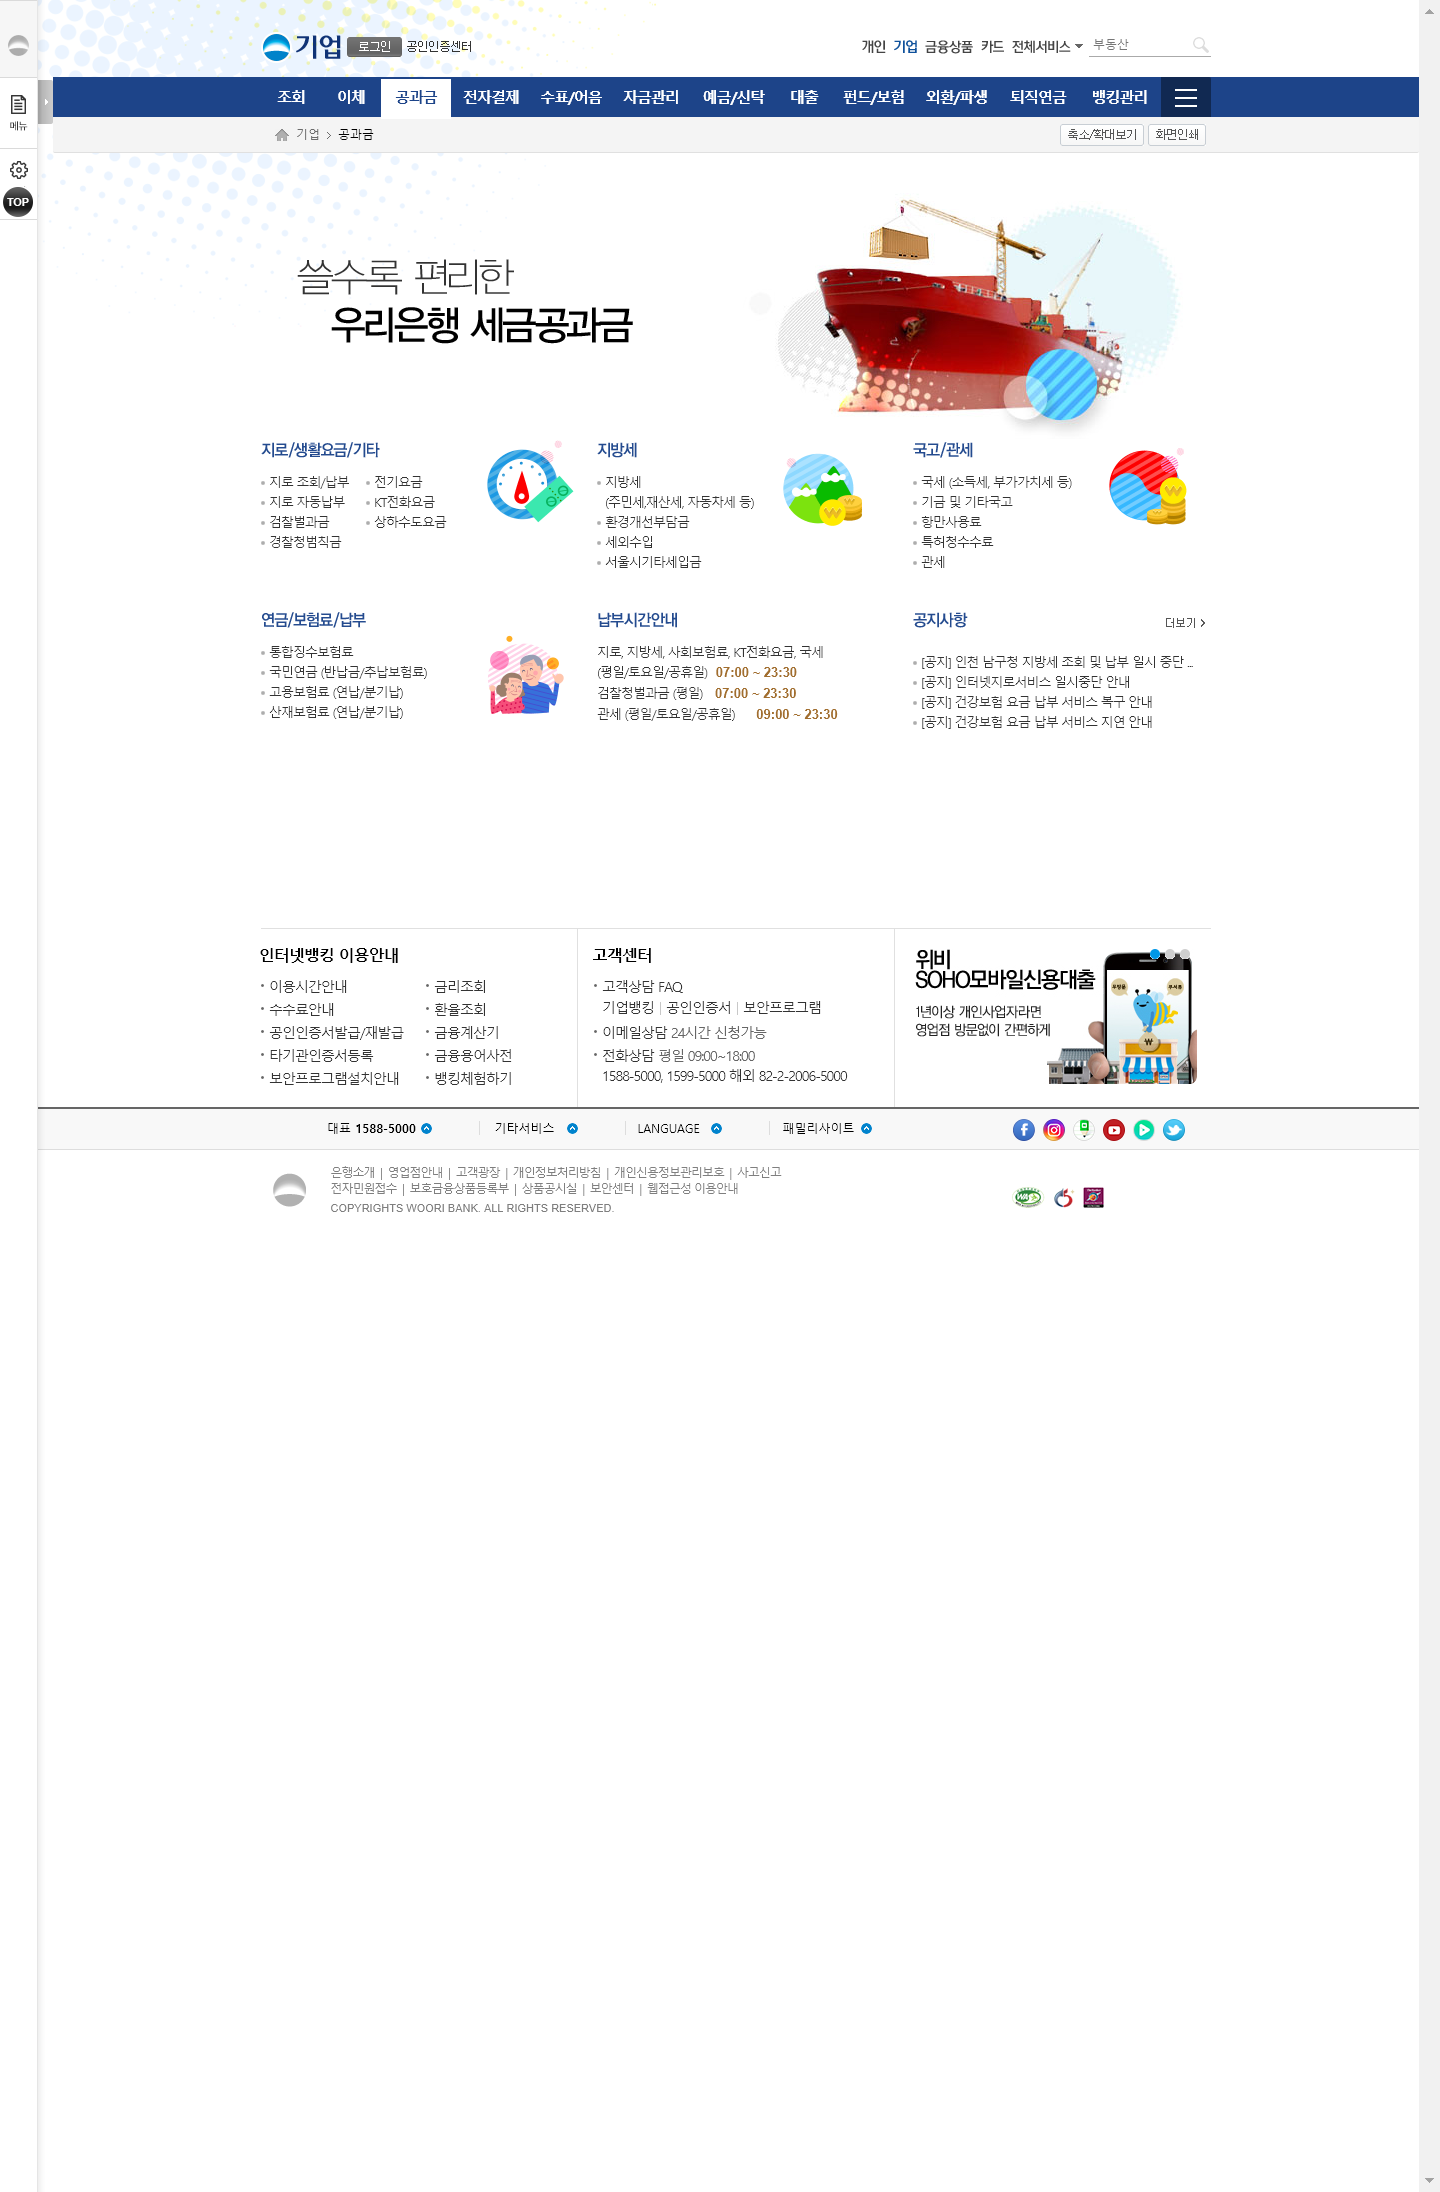 기업 로그인 공인인증센터
개인 기업 금융상품 카드 전체서비스 부동산
메뉴
TOP
조회 이체 공과금 전자결제 수표/어음 자금관리 예금/신탁 대출 펀드/보험 외환/파생 퇴직연금 뱅킹관리
기업 > 공과금
축소/확대보기 화면인쇄
쓸수록 편리한
우리은행 세금공과금
지로/생활요금/기타
지로 조회/납부 전기요금
지로 자동납부 KT전화요금
검찰벌과금 상하수도요금
경찰청범칙금
지방세
지방세
(주민세,재산세, 자동차세 등)
환경개선부담금
세외수입
서울시기타세입금
국고/관세
국세 (소득세, 부가가치세 등)
기금 및 기타국고
항만사용료
특허청수수료
관세
연금/보험료/납부
통합징수보험료
국민연금 (반납금/추납보험료)
고용보험료 (연납/분기납)
산재보험료 (연납/분기납)
납부시간안내
지로, 지방세, 사회보험료, KT전화요금, 국세
(평일/토요일/공휴일) 07:00 ~ 23:30
검찰청벌과금 (평일) 07:00 ~ 23:30
관세 (평일/토요일/공휴일) 09:00 ~ 23:30
공지사항
더보기 >
[공지] 인천 남구청 지방세 조회 및 납부 일시 중단 ...
[공지] 인터넷지로서비스 일시중단 안내
[공지] 건강보험 요금 납부 서비스 복구 안내
[공지] 건강보험 요금 납부 서비스 지연 안내
인터넷뱅킹 이용안내
이용시간안내 금리조회
수수료안내 환율조회
공인인증서발급/재발급 금융계산기
타기관인증서등록 금융용어사전
보안프로그램설치안내 뱅킹체험하기
고객센터
고객상담 FAQ
기업뱅킹 | 공인인증서 | 보안프로그램
이메일상담 24시간 신청가능
전화상담 평일 09:00~18:00
1588-5000, 1599-5000 해외 82-2-2006-5000
위비
SOHO모바일신용대출
1년이상 개인사업자라면
영업점 방문없이 간편하게
대표 1588-5000 기타서비스 LANGUAGE 패밀리사이트
은행소개 | 영업점안내 | 고객광장 | 개인정보처리방침 | 개인신용정보관리보호 | 사고신고
전자민원접수 | 보호금융상품등록부 | 상품공시실 | 보안센터 | 웹접근성 이용안내
COPYRIGHTS WOORI BANK. ALL RIGHTS RESERVED.